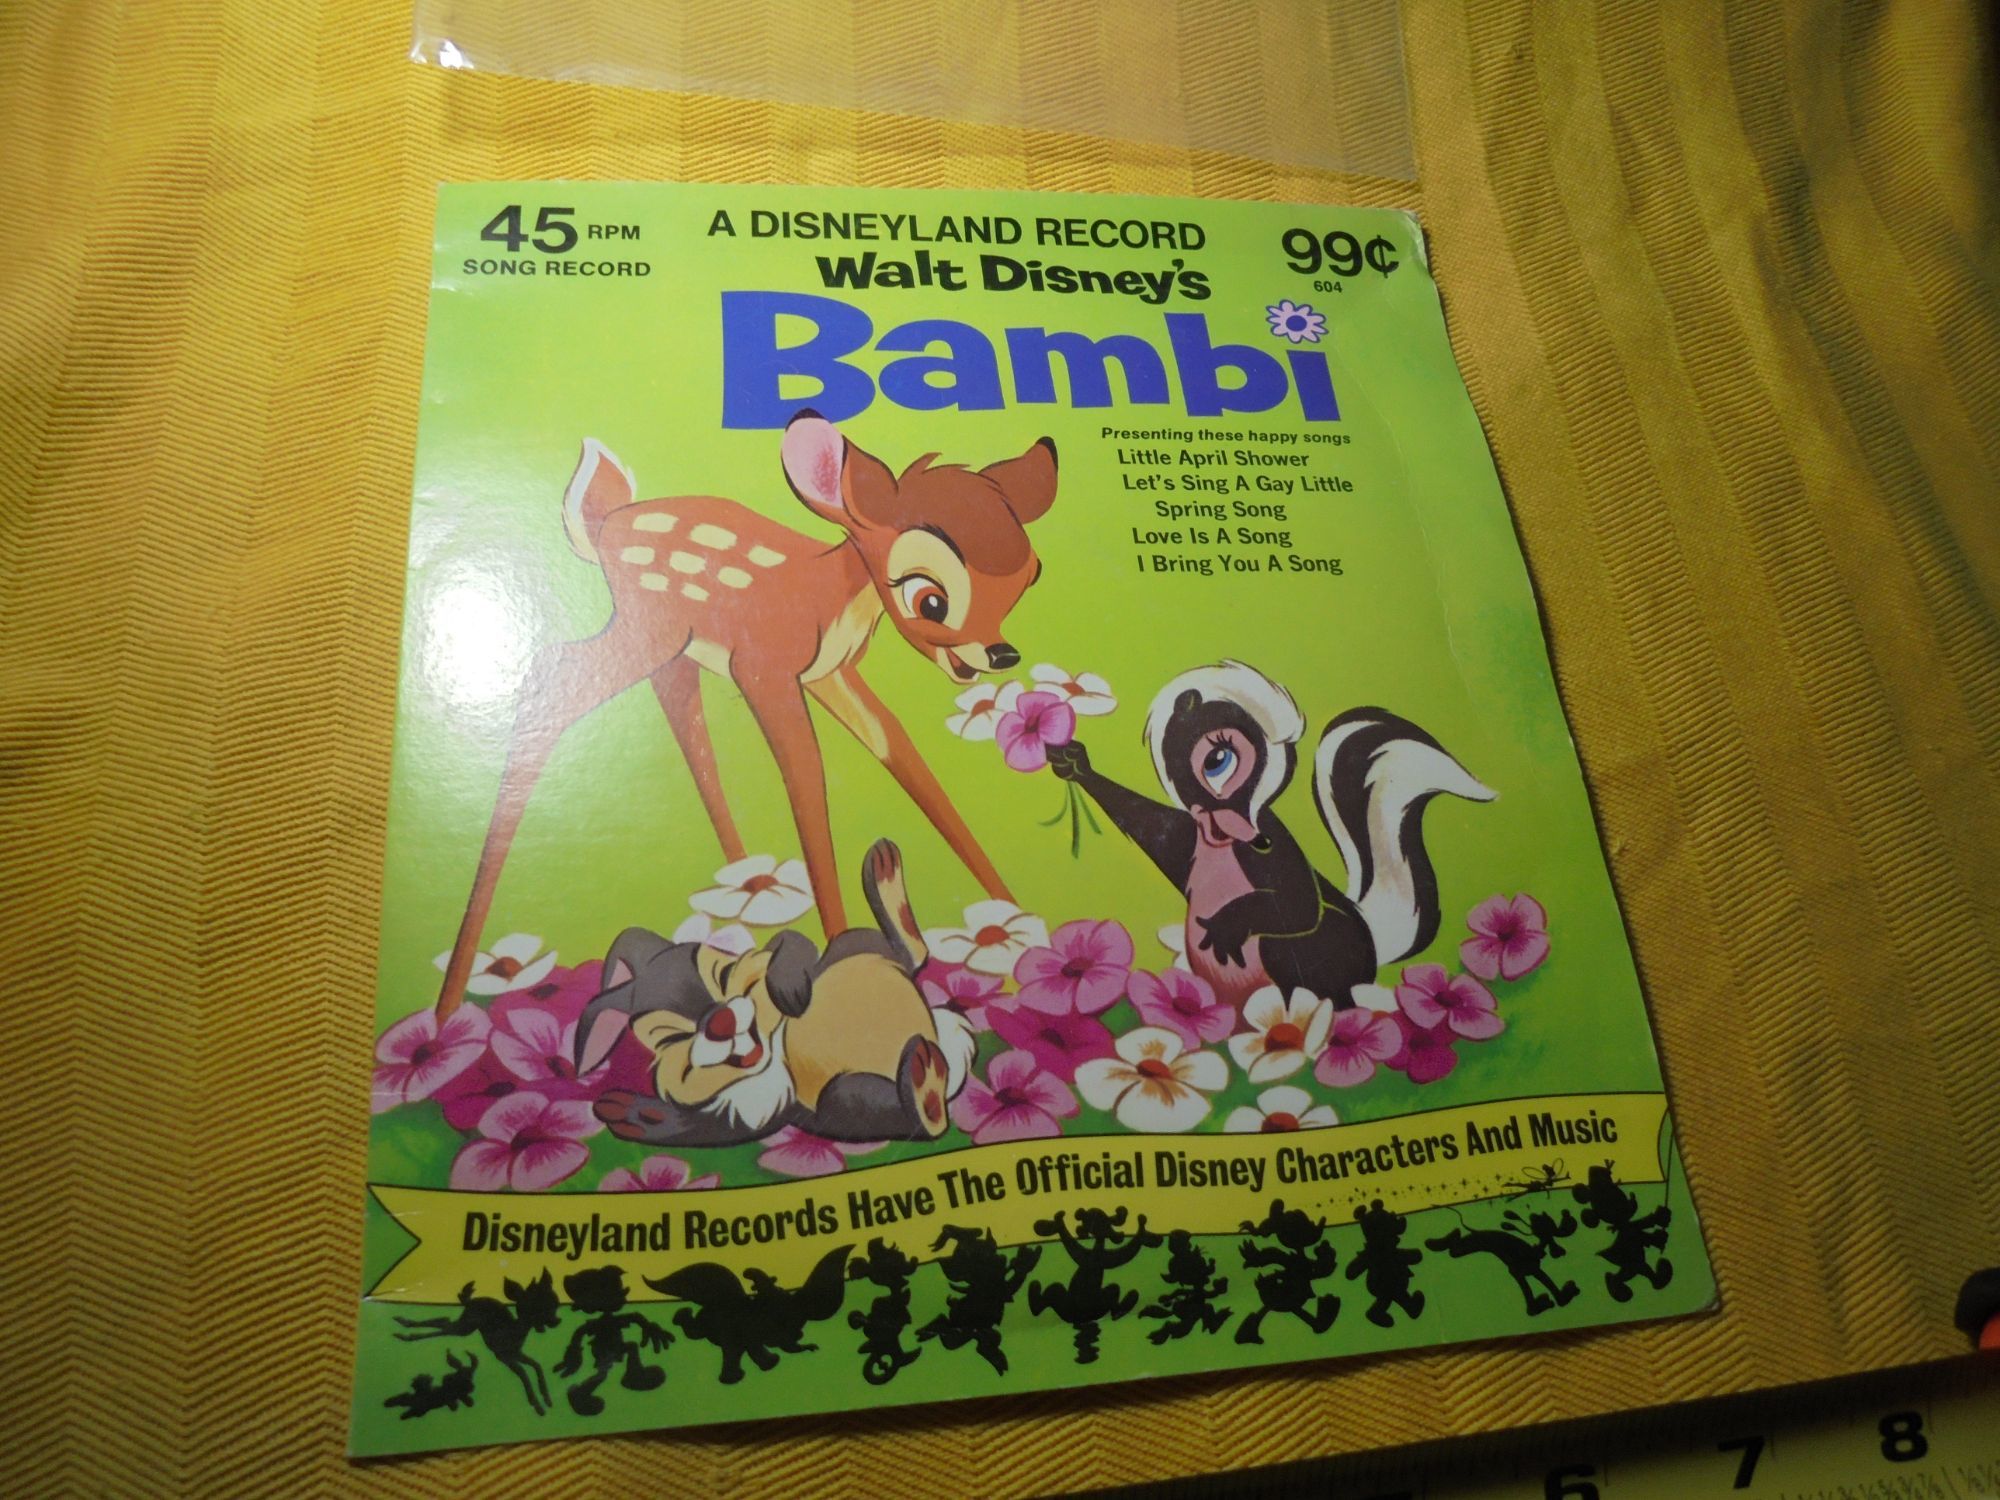 45 RPM
SONG RECORD
A DISNEYLAND RECORD
99¢
604
Walt Disney's
Bambi
Presenting these happy songs
Little April Shower
Let's Sing A Gay Little
Spring Song
Love Is A Song
I Bring You A Song
Disneyland Records Have The Official Disney Characters And Music
6 7 8